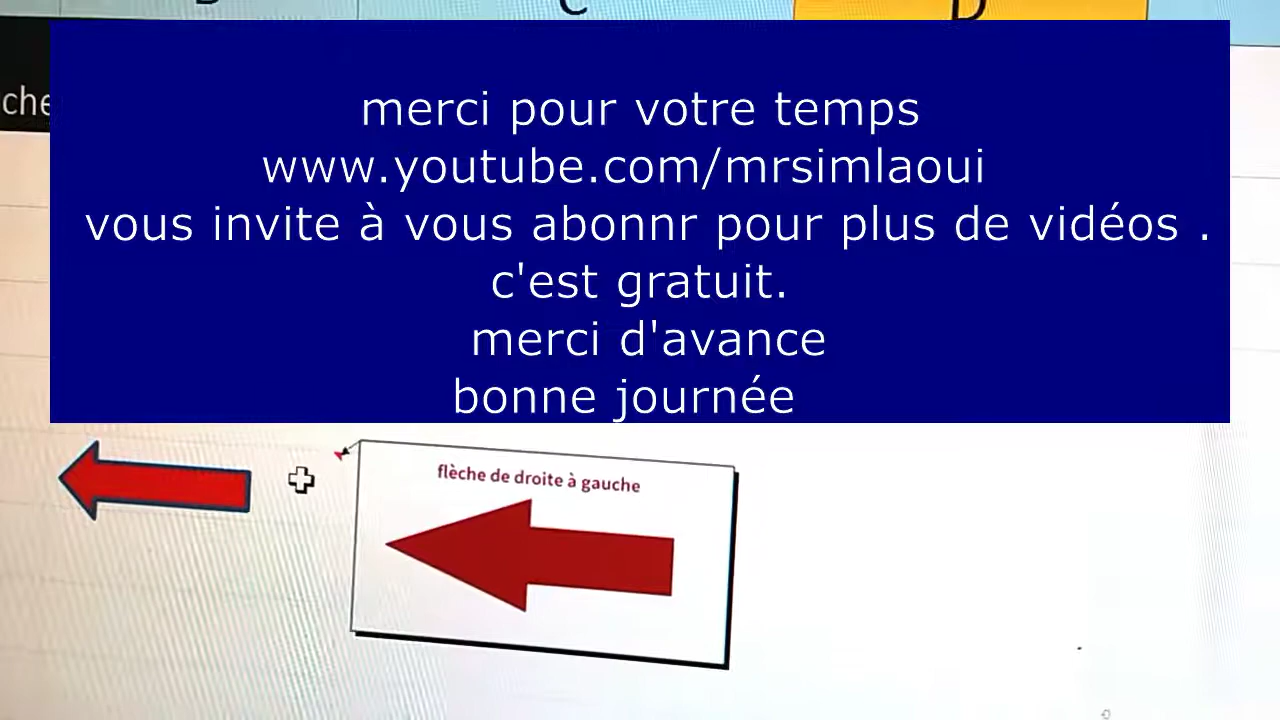 C
D
che
merci pour votre temps
www.youtube.com/mrsimlaoui
vous invite à vous abonnr pour plus de vidéos .
c'est gratuit.
merci d'avance
bonne journée
flèche de droite à gauche